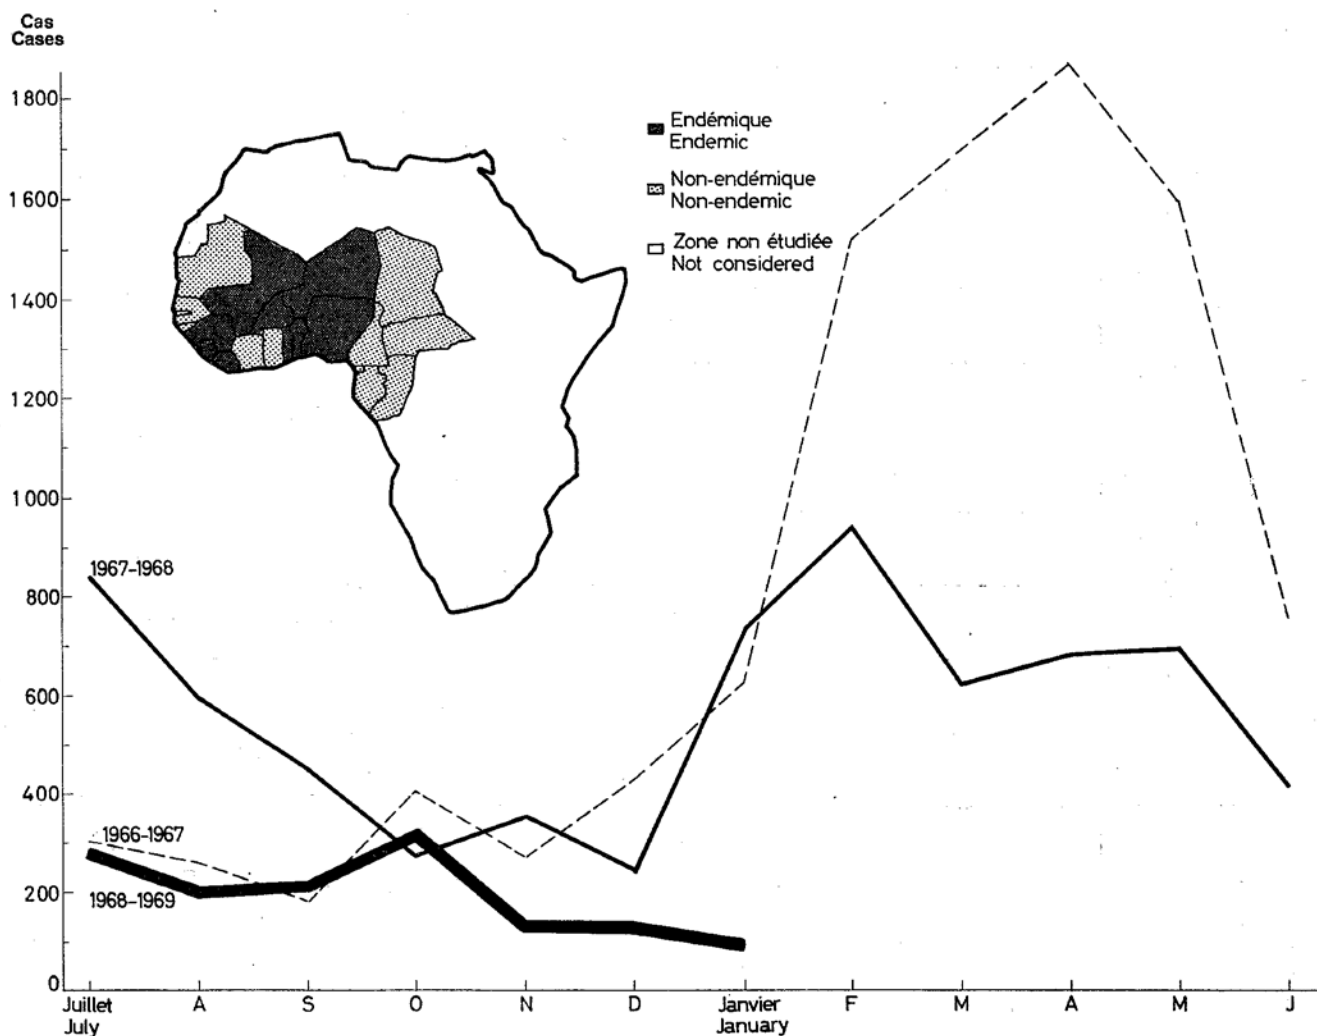 Cas
Cases
1800
1600
1400
1200
1000
800
600
400
200
0
Endémique
Endemic
Non-endémique
Non-endemic
Zone non étudiée
Not considered
1967-1968
1966-1967
1968-1969
Juillet A S O N D Janvier F M A M J
July January